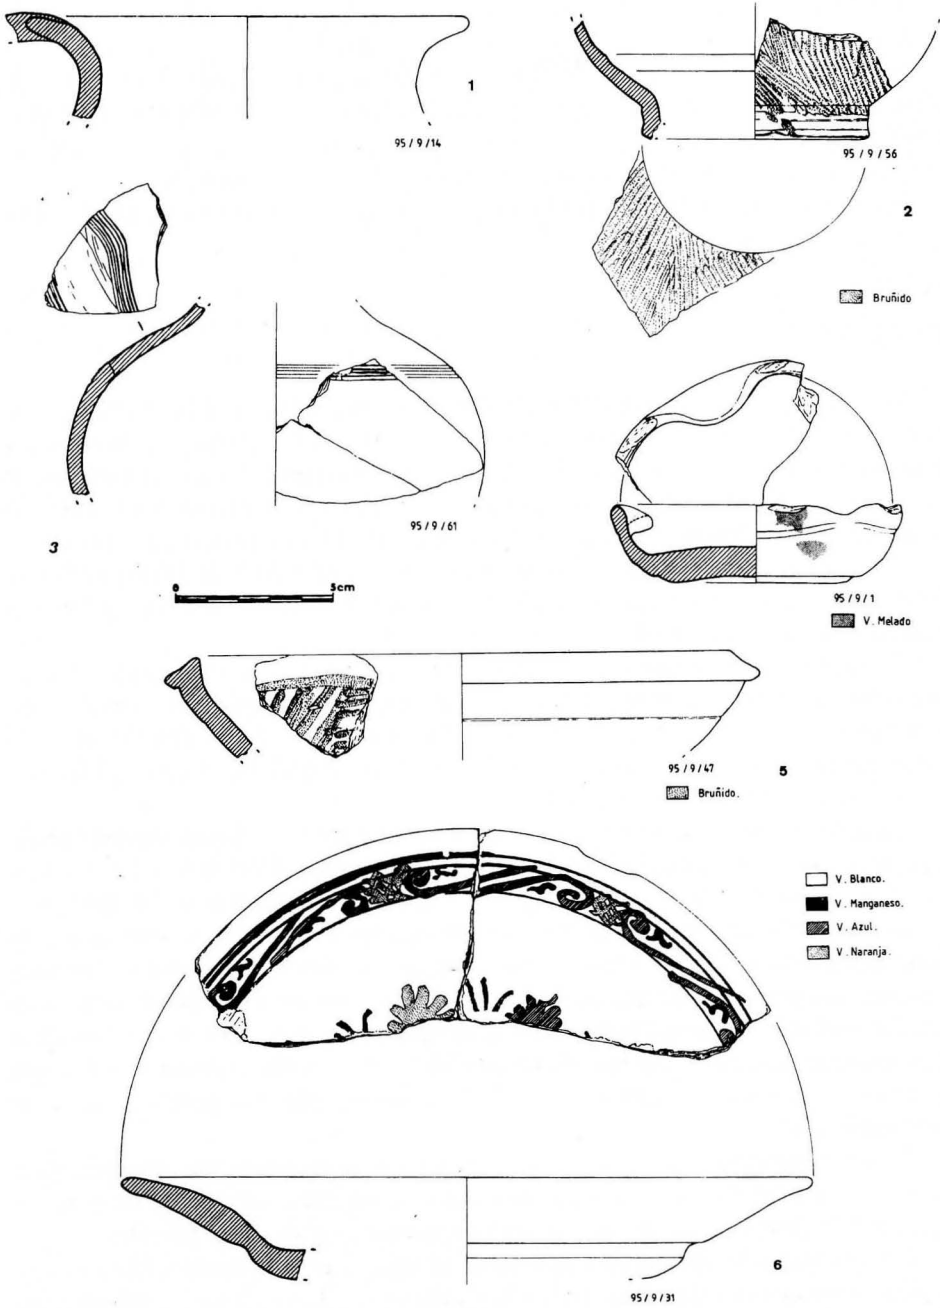 1
95/9/14
95/9/56
2
Bruñido
95/9/61
3
0 5cm
95/9/1
V. Melado
95/9/47
5
Bruñido.
V. Blanco.
V. Manganeso.
V. Azul.
V. Naranja.
6
95/9/31